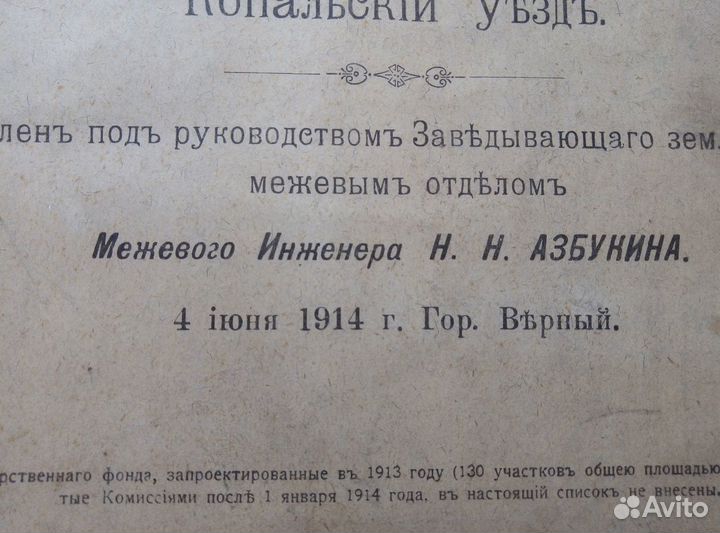 Копальскій уѣздъ.
ленъ подъ руководствомъ Завѣдывающаго зем
межевымъ отдѣломъ
Межевого Инженера Н. Н. АЗБУКИНА.
4 іюня 1914 г. Гор. Вѣрный.
рственнаго фонда, запроектированные въ 1913 году (130 участковъ общею площадью
тые Комиссіями послѣ 1 января 1914 года, въ настоящій списокъ не внесены.
Avito